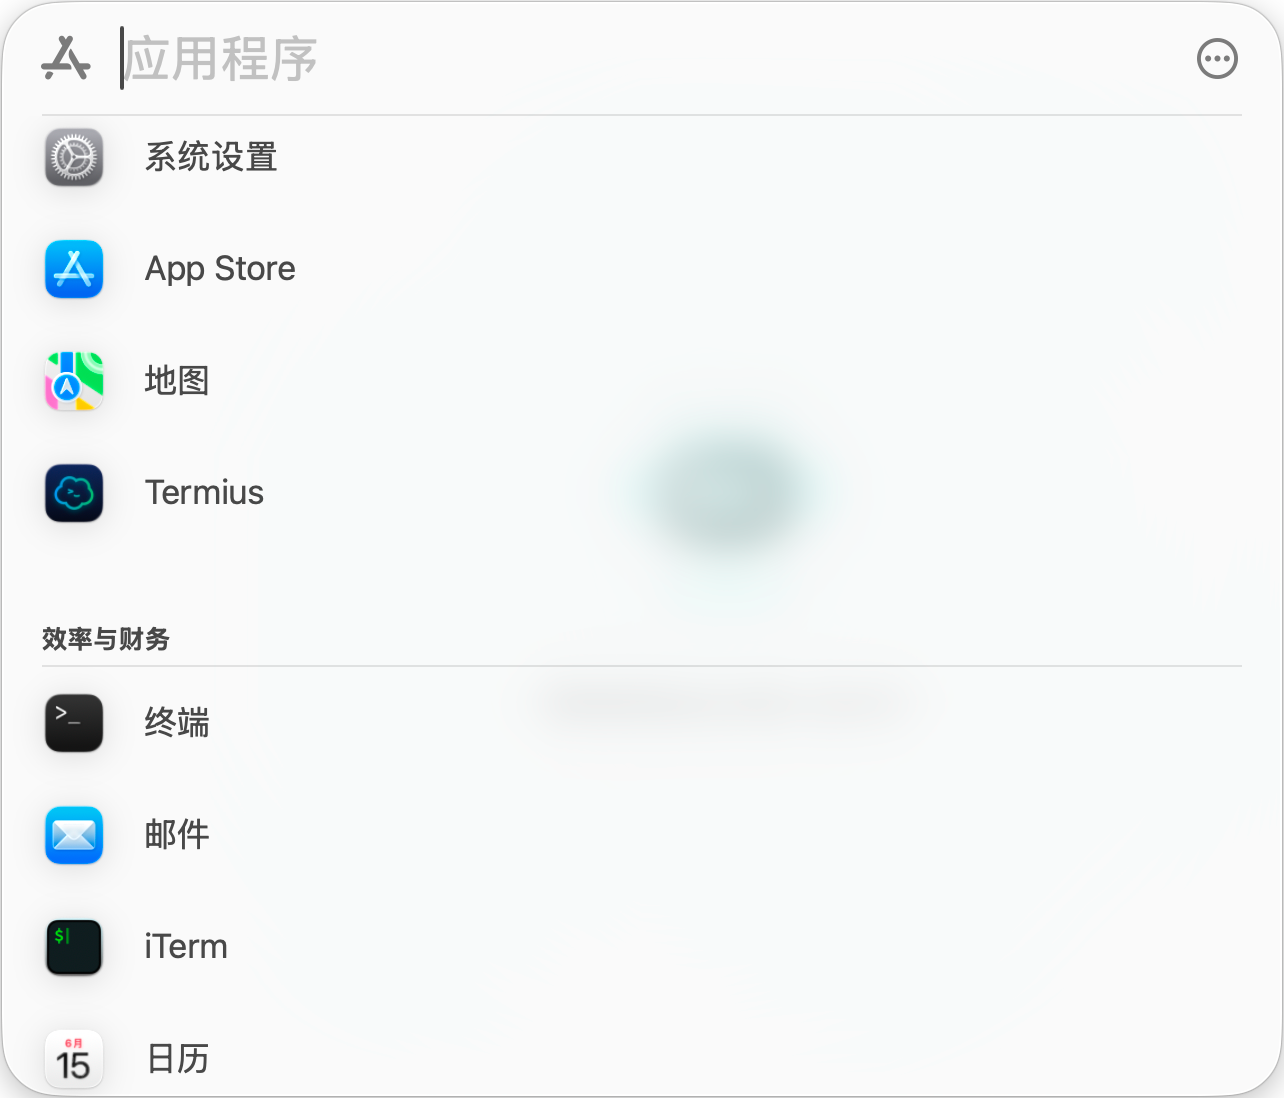 应用程序
系统设置
App Store
地图
Termius
效率与财务
>_
终端
邮件
$
iTerm
6月
15
日历